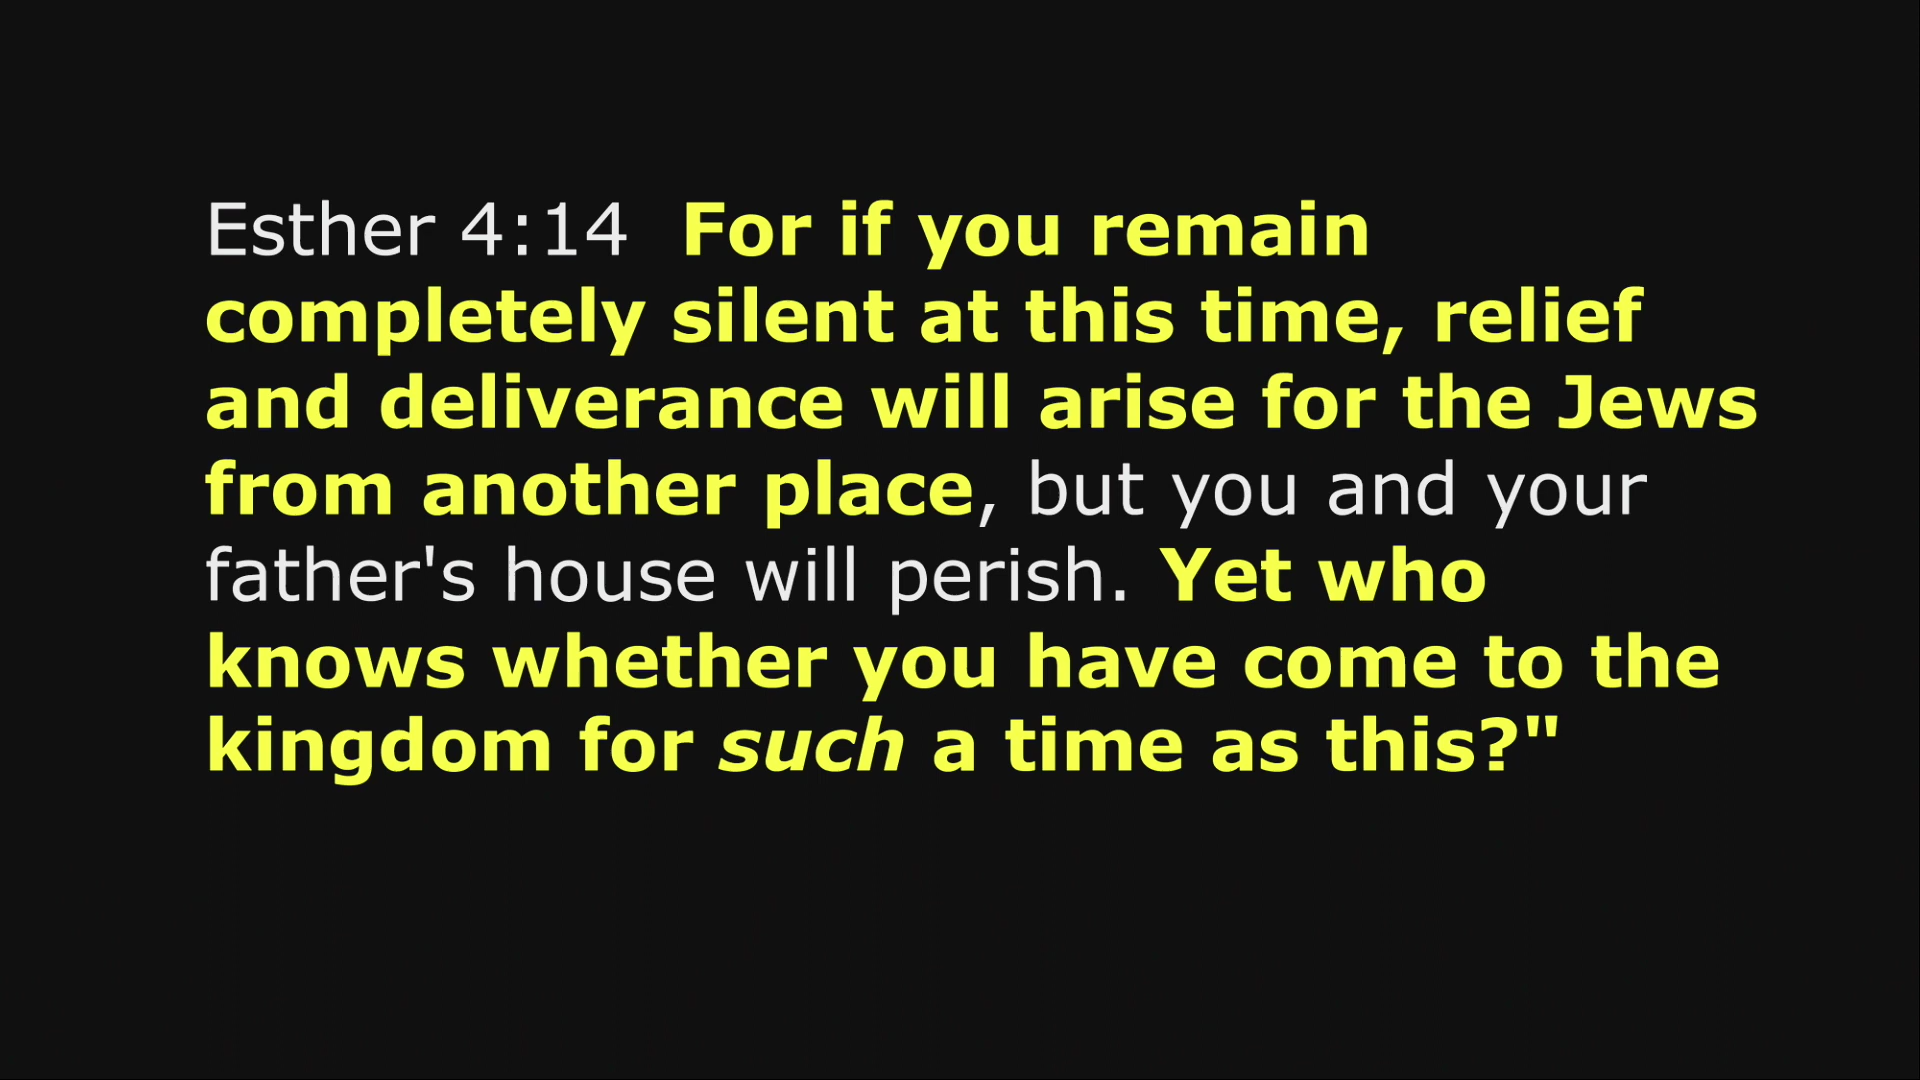 Esther 4:14  For if you remain
completely silent at this time, relief
and deliverance will arise for the Jews
from another place, but you and your
father's house will perish. Yet who
knows whether you have come to the
kingdom for such a time as this?"